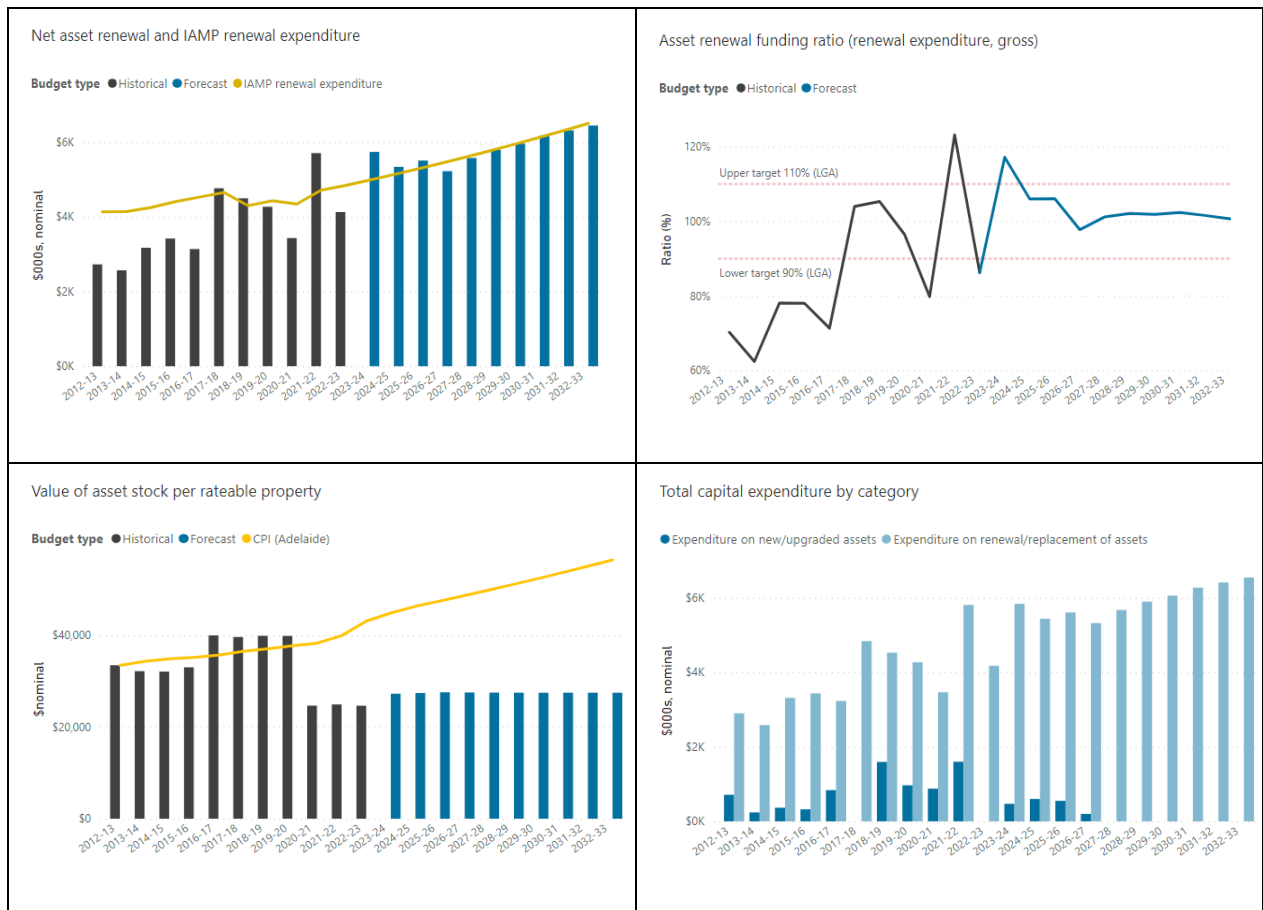 Net asset renewal and IAMP renewal expenditure
Budget type Historical Forecast IAMP renewal expenditure
$000s, nominal
$6K
$4K
$2K
$0K
2012-13 2013-14 2014-15 2015-16 2016-17 2017-18 2018-19 2019-20 2020-21 2021-22 2022-23 2023-24 2024-25 2025-26 2026-27 2027-28 2028-29 2029-30 2030-31 2031-32 2032-33
Asset renewal funding ratio (renewal expenditure, gross)
Budget type Historical Forecast
Ratio (%)
120%
Upper target 110% (LGA)
100%
Lower target 90% (LGA)
80%
60%
2012-13 2013-14 2014-15 2015-16 2016-17 2017-18 2018-19 2019-20 2020-21 2021-22 2022-23 2023-24 2024-25 2025-26 2026-27 2027-28 2028-29 2029-30 2030-31 2031-32 2032-33
Value of asset stock per rateable property
Budget type Historical Forecast CPI (Adelaide)
$nominal
$40,000
$20,000
$0
2012-13 2013-14 2014-15 2015-16 2016-17 2017-18 2018-19 2019-20 2020-21 2021-22 2022-23 2023-24 2024-25 2025-26 2026-27 2027-28 2028-29 2029-30 2030-31 2031-32 2032-33
Total capital expenditure by category
Expenditure on new/upgraded assets Expenditure on renewal/replacement of assets
$000s, nominal
$6K
$4K
$2K
$0K
2012-13 2013-14 2014-15 2015-16 2016-17 2017-18 2018-19 2019-20 2020-21 2021-22 2022-23 2023-24 2024-25 2025-26 2026-27 2027-28 2028-29 2029-30 2030-31 2031-32 2032-33